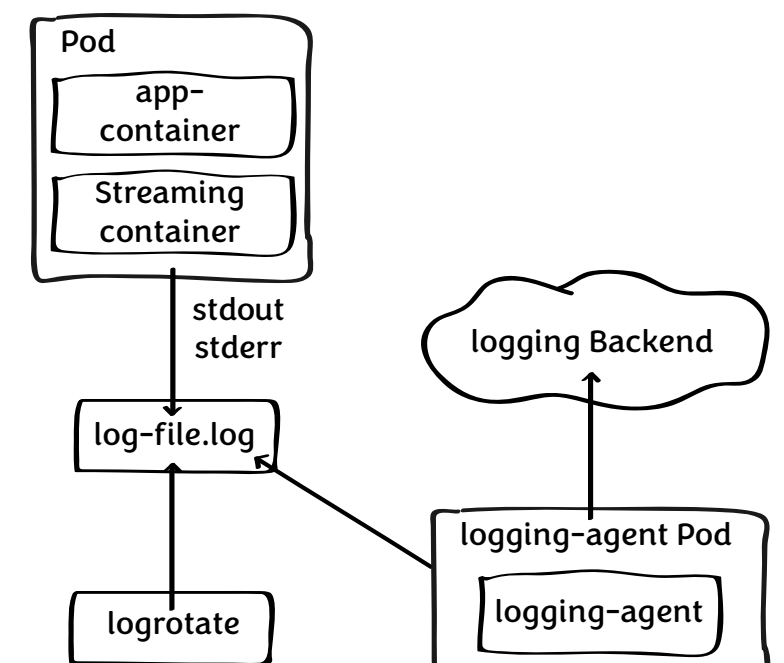 Pod
app-
container
Streaming
container
stdout
stderr
logging Backend
log-file.log
logging-agent Pod
logging-agent
logrotate